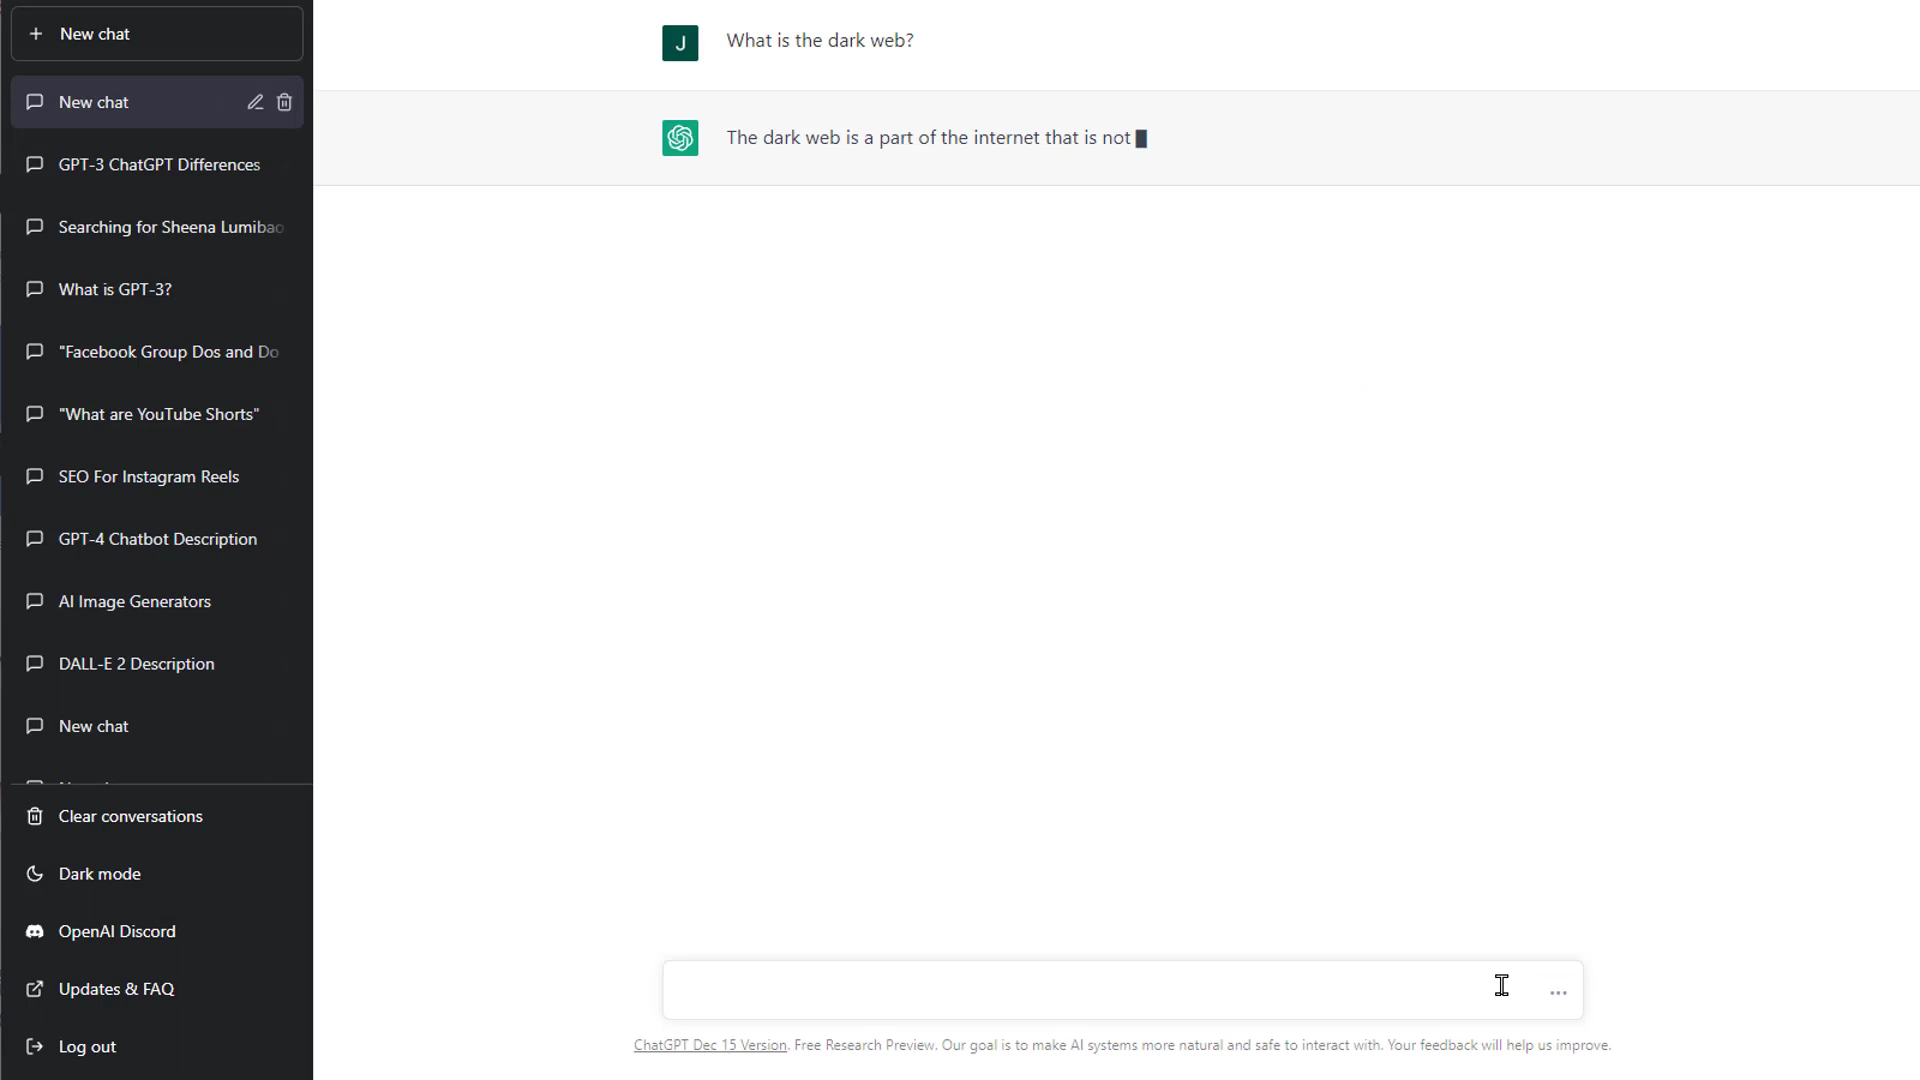 New chat
New chat
GPT-3 ChatGPT Differences
Searching for Sheena Lumibao
What is GPT-3?
"Facebook Group Dos and Do
"What are YouTube Shorts"
SEO For Instagram Reels
GPT-4 Chatbot Description
AI Image Generators
DALL-E 2 Description
New chat
Clear conversations
Dark mode
OpenAI Discord
Updates & FAQ
Log out
J
What is the dark web?
The dark web is a part of the internet that is not
ChatGPT Dec 15 Version. Free Research Preview. Our goal is to make AI systems more natural and safe to interact with. Your feedback will help us improve.